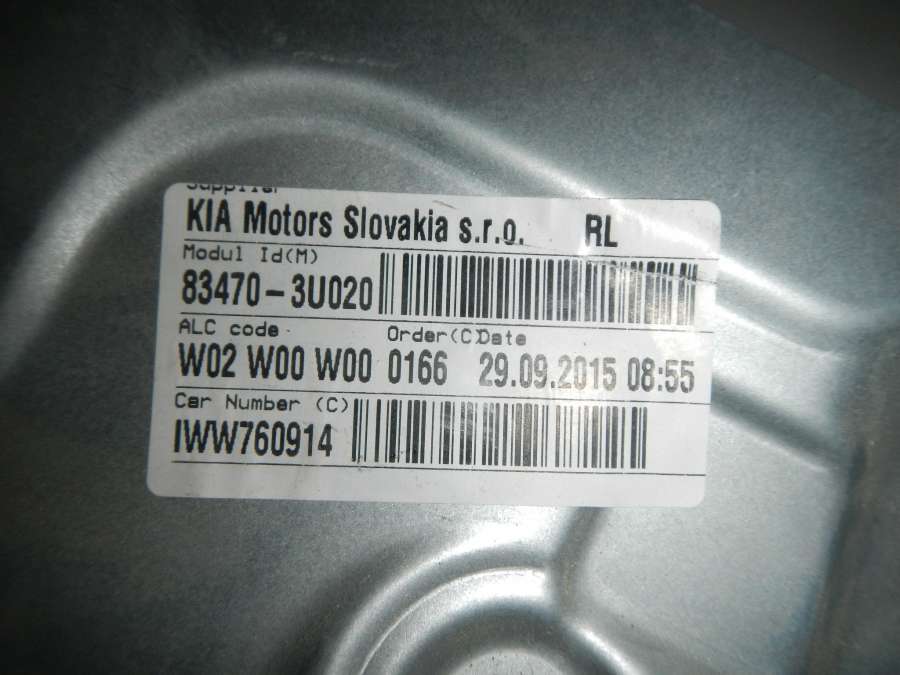 Supplier
KIA Motors Slovakia s.r.o. RL
Modul Id(M)
83470-3U020
ALC code Order(C)Date
W02 W00 W00 0166 29.09.2015 08:55
Car Number (C)
IWW760914